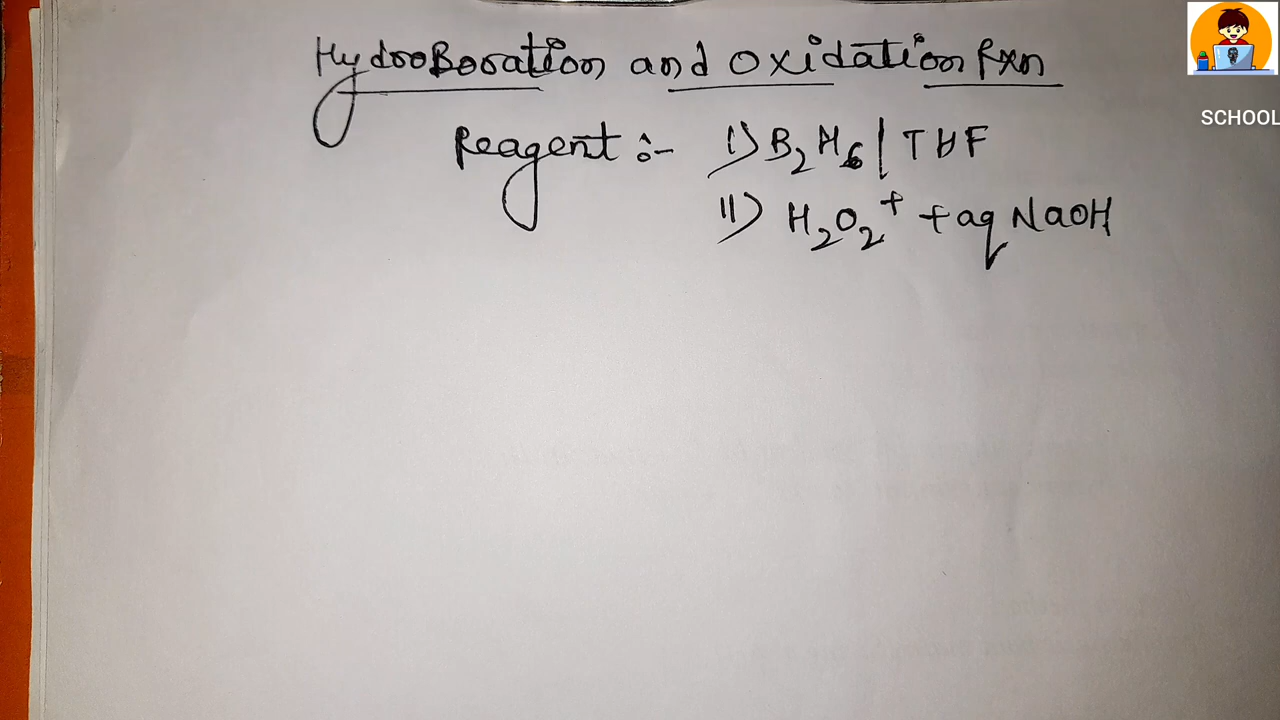 HydroBoration and oxidation Rxn
Reagent :- i) B2H6 | THF
ii) H2O2+ + aq NaOH
SCHOOL